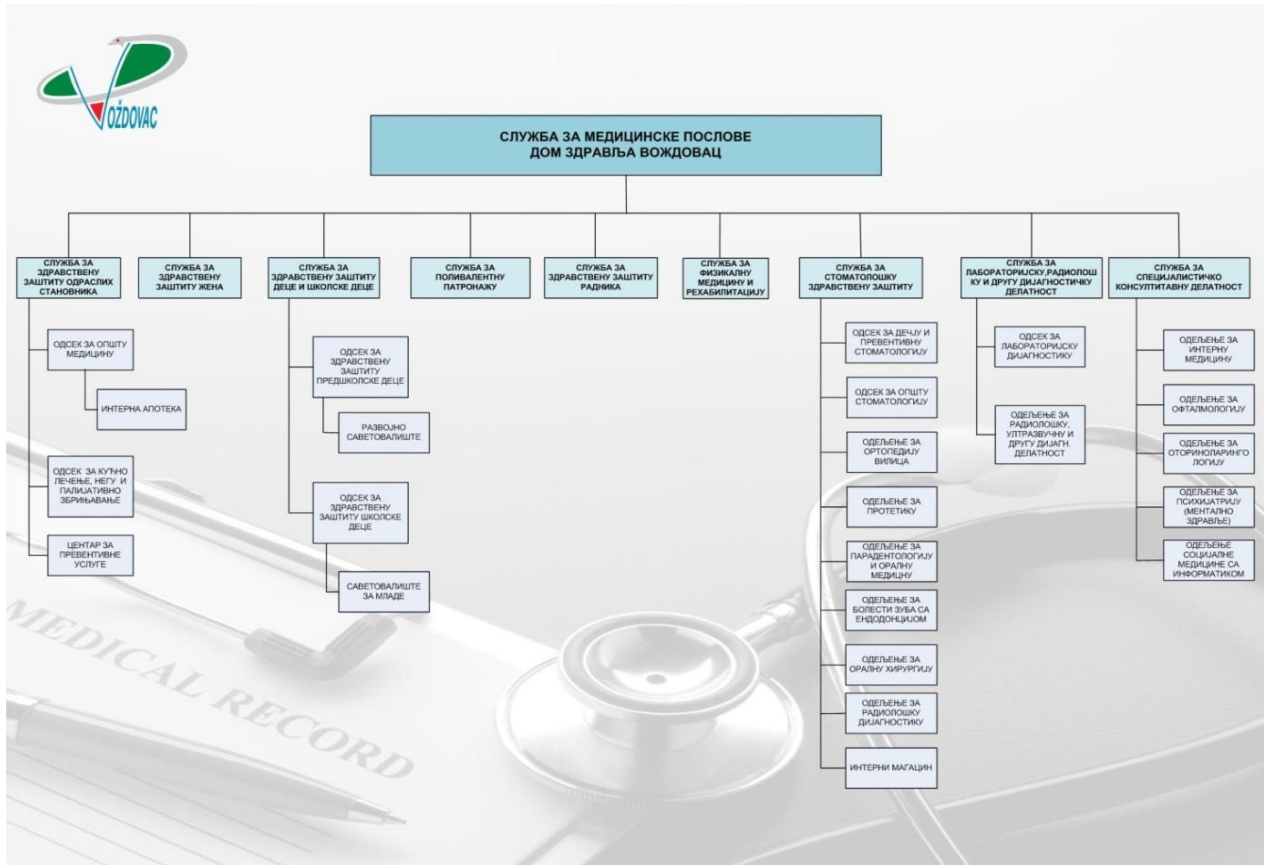 VOŽDOVAC
СЛУЖБА ЗА МЕДИЦИНСКЕ ПОСЛОВЕ
ДОМ ЗДРАВЉА ВОЖДОВАЦ
СЛУЖБА ЗА
ЗДРАВСТВЕНУ
ЗАШТИТУ ОДРАСЛИХ
СТАНОВНИКА
СЛУЖБА ЗА
ЗДРАВСТВЕНУ
ЗАШТИТУ ЖЕНА
СЛУЖБА ЗА
ЗДРАВСТВЕНУ ЗАШТИТУ
ДЕЦЕ И ШКОЛСКЕ ДЕЦЕ
СЛУЖБА ЗА
ПОЛИВАЛЕНТНУ
ПАТРОНАЖУ
СЛУЖБА ЗА
ЗДРАВСТВЕНУ ЗАШТИТУ
РАДНИКА
СЛУЖБА ЗА
ФИЗИКАЛНУ
МЕДИЦИНУ И
РЕХАБИЛИТАЦИЈУ
СЛУЖБА ЗА
СТОМАТОЛОШКУ
ЗДРАВСТВЕНУ ЗАШТИТУ
СЛУЖБА ЗА
ЛАБОРАТОРИЈСКУ,РАДИОЛОШ
КУ И ДРУГУ ДИЈАГНОСТИЧКУ
ДЕЛАТНОСТ
СЛУЖБА ЗА
СПЕЦИЈАЛИСТИЧКО
КОНСУЛТИТАВНУ ДЕЛАТНОСТ
ОДСЕК ЗА ОПШТУ
МЕДИЦИНУ
ИНТЕРНА АПОТЕКА
ОДСЕК ЗА КУЋНО
ЛЕЧЕЊЕ, НЕГУ И
ПАЛИЈАТИВНО
ЗБРИЊАВАЊЕ
ЦЕНТАР ЗА
ПРЕВЕНТИВНЕ
УСЛУГЕ
ОДСЕК ЗА
ЗДРАВСТВЕНУ
ЗАШТИТУ
ПРЕДШКОЛСКЕ ДЕЦЕ
РАЗВОЈНО
САВЕТОВАЛИШТЕ
ОДСЕК ЗА
ЗДРАВСТВЕНУ
ЗАШТИТУ ШКОЛСКЕ
ДЕЦЕ
САВЕТОВАЛИШТЕ
ЗА МЛАДЕ
ОДСЕК ЗА ДЕЧЈУ И
ПРЕВЕНТИВНУ
СТОМАТОЛОГИЈУ
ОДСЕК ЗА ОПШТУ
СТОМАТОЛОГИЈУ
ОДЕЉЕЊЕ ЗА
ОРТОПЕДИЈУ
ВИЛИЦА
ОДЕЉЕЊЕ ЗА
ПРОТЕТИКУ
ОДЕЉЕЊЕ ЗА
ПАРАДЕНТОЛОГИЈУ
И ОРАЛНУ
МЕДИЦНУ
ОДЕЉЕЊЕ ЗА
БОЛЕСТИ ЗУБА СА
ЕНДОДОНЦИЈОМ
ОДЕЉЕЊЕ ЗА
ОРАЛНУ ХИРУРГИЈУ
ОДЕЉЕЊЕ ЗА
РАДИОЛОШКУ
ДИЈАГНОСТИКУ
ИНТЕРНИ МАГАЦИН
ОДСЕК ЗА
ЛАБОРАТОРИЈСКУ
ДИЈАГНОСТИКУ
ОДЕЉЕЊЕ ЗА
РАДИОЛОШКУ,
УЛТРАЗВУЧНУ И
ДРУГУ ДИЈАГН.
ДЕЛАТНОСТ
ОДЕЉЕЊЕ ЗА
ИНТЕРНУ
МЕДИЦИНУ
ОДЕЉЕЊЕ ЗА
ОФТАЛМОЛОГИЈУ
ОДЕЉЕЊЕ ЗА
ОТОРИНОЛАРИНГО
ЛОГИЈУ
ОДЕЉЕЊЕ ЗА
ПСИХИЈАТРИЈУ
(МЕНТАЛНО
ЗДРАВЉЕ)
ОДЕЉЕЊЕ
СОЦИЈАЛНЕ
МЕДИЦИНЕ СА
ИНФОРМАТИКОМ
MEDICAL RECORD